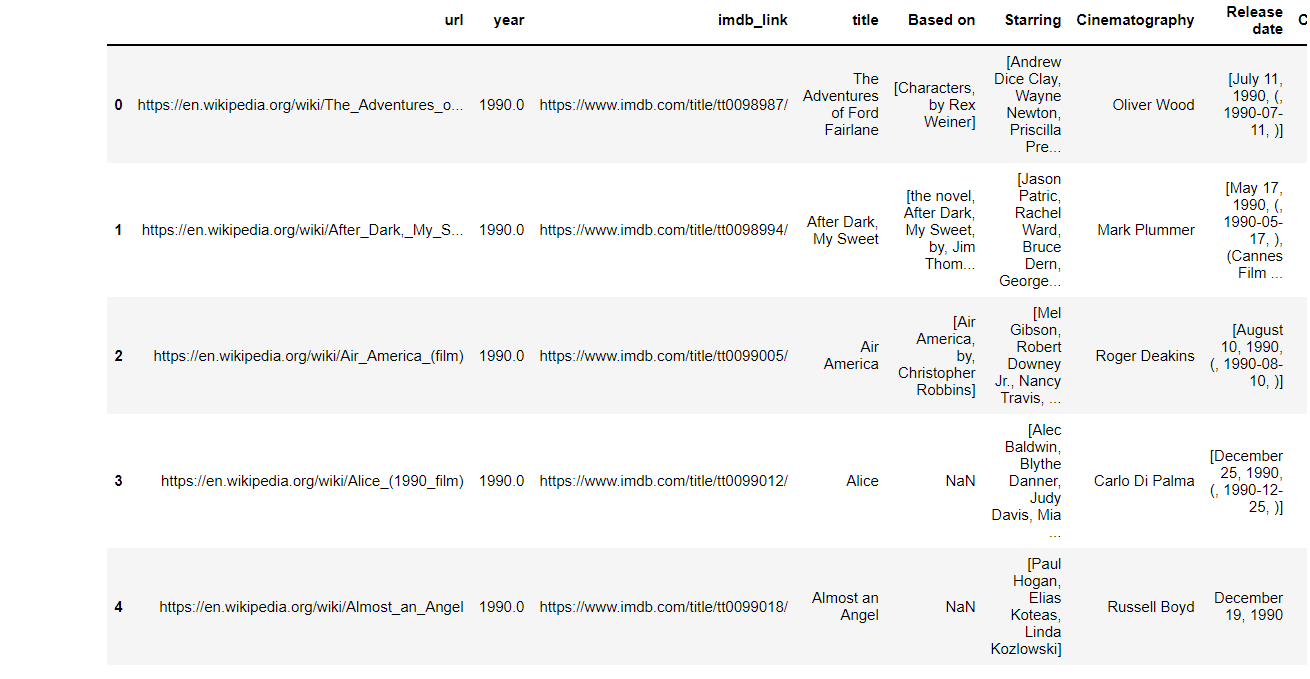 url year imdb_link title Based on Starring Cinematography Release date C
0 https://en.wikipedia.org/wiki/The_Adventures_o... 1990.0 https://www.imdb.com/title/tt0098987/ The Adventures of Ford Fairlane [Characters, by Rex Weiner] [Andrew Dice Clay, Wayne Newton, Priscilla Pre... Oliver Wood [July 11, 1990, (, 1990-07-11, )]
1 https://en.wikipedia.org/wiki/After_Dark,_My_S... 1990.0 https://www.imdb.com/title/tt0098994/ After Dark, My Sweet [the novel, After Dark, My Sweet, by, Jim Thom... [Jason Patric, Rachel Ward, Bruce Dern, George... Mark Plummer [May 17, 1990, (, 1990-05-17, ), (Cannes Film ...
2 https://en.wikipedia.org/wiki/Air_America_(film) 1990.0 https://www.imdb.com/title/tt0099005/ Air America [Air America, by, Christopher Robbins] [Mel Gibson, Robert Downey Jr., Nancy Travis, ... Roger Deakins [August 10, 1990, (, 1990-08-10, )]
3 https://en.wikipedia.org/wiki/Alice_(1990_film) 1990.0 https://www.imdb.com/title/tt0099012/ Alice NaN [Alec Baldwin, Blythe Danner, Judy Davis, Mia ... Carlo Di Palma [December 25, 1990, (, 1990-12-25, )]
4 https://en.wikipedia.org/wiki/Almost_an_Angel 1990.0 https://www.imdb.com/title/tt0099018/ Almost an Angel NaN [Paul Hogan, Elias Koteas, Linda Kozlowski] Russell Boyd December 19, 1990